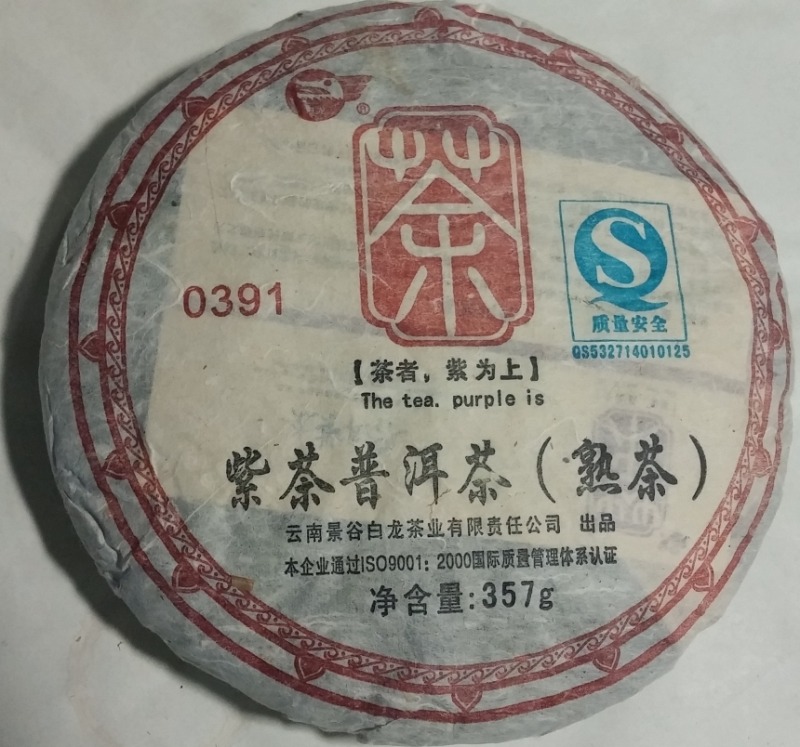 ®
茶
0391
S
质量安全
QS532714010125
【茶者，紫为上】
The tea. purple is
紫茶普洱茶（熟茶）
云南景谷白龙茶业有限责任公司 出品
本企业通过ISO9001：2000国际质量管理体系认证
净含量:357g